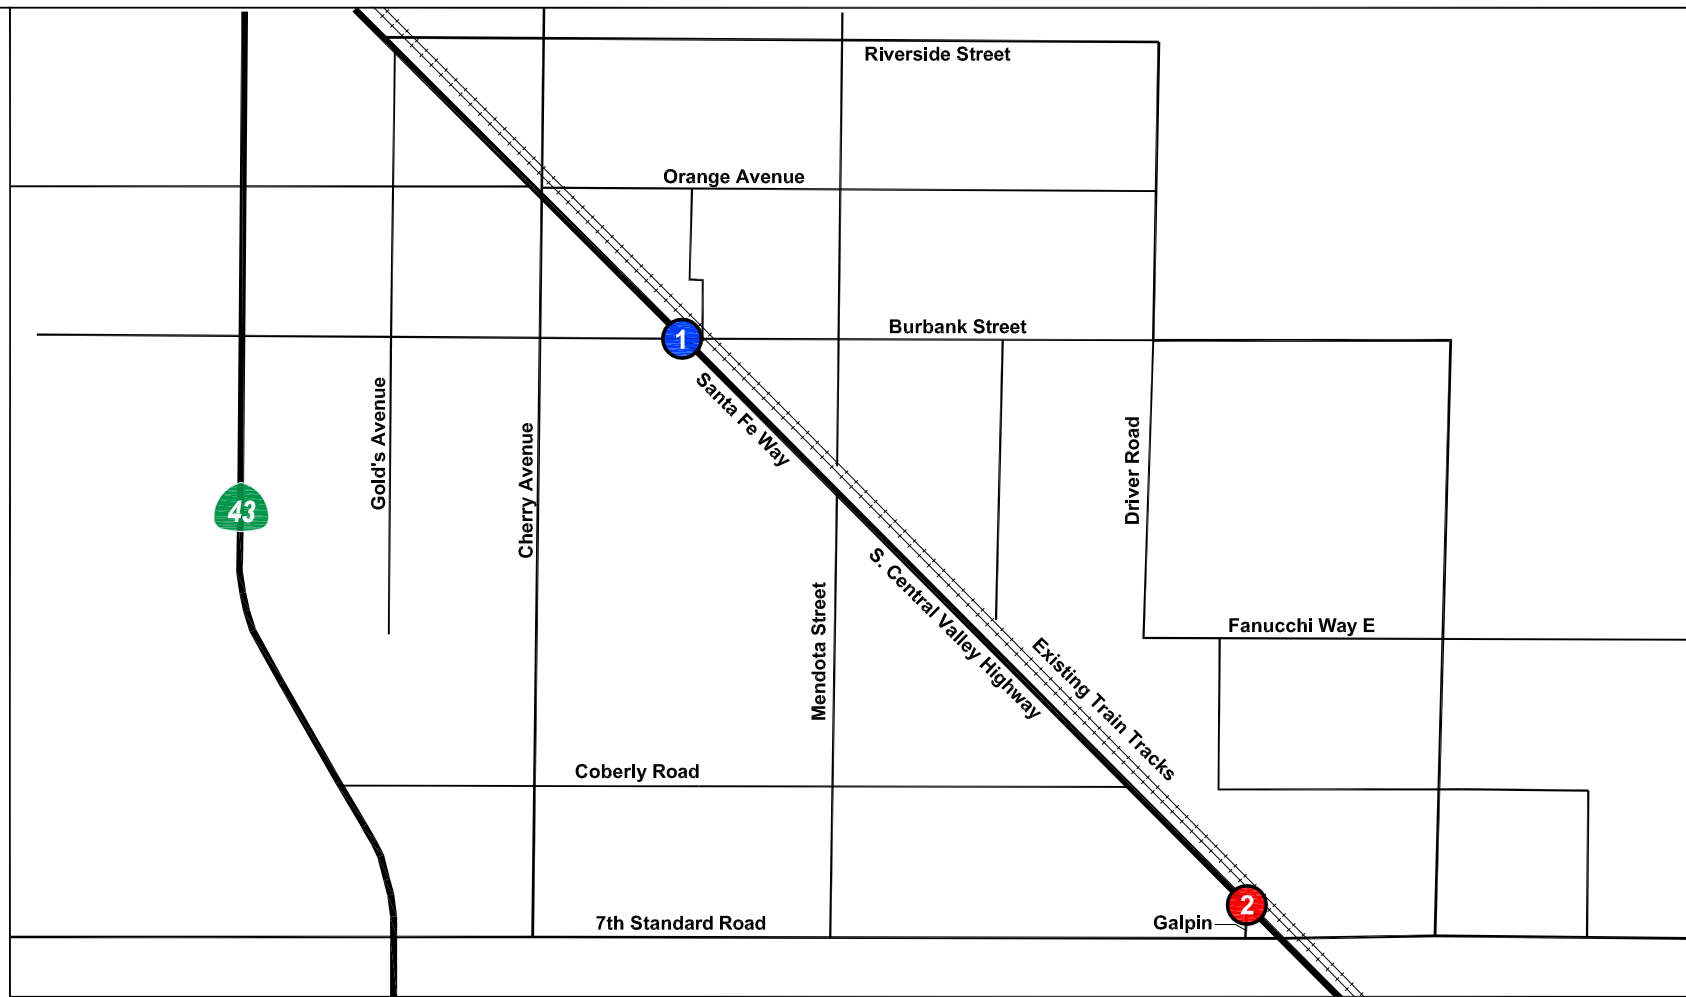 Riverside Street
Orange Avenue
Burbank Street
1
Santa Fe Way
Gold's Avenue
Cherry Avenue
Driver Road
43
S. Central Valley Highway
Mendota Street
Fanucchi Way E
Existing Train Tracks
Coberly Road
2
7th Standard Road
Galpin